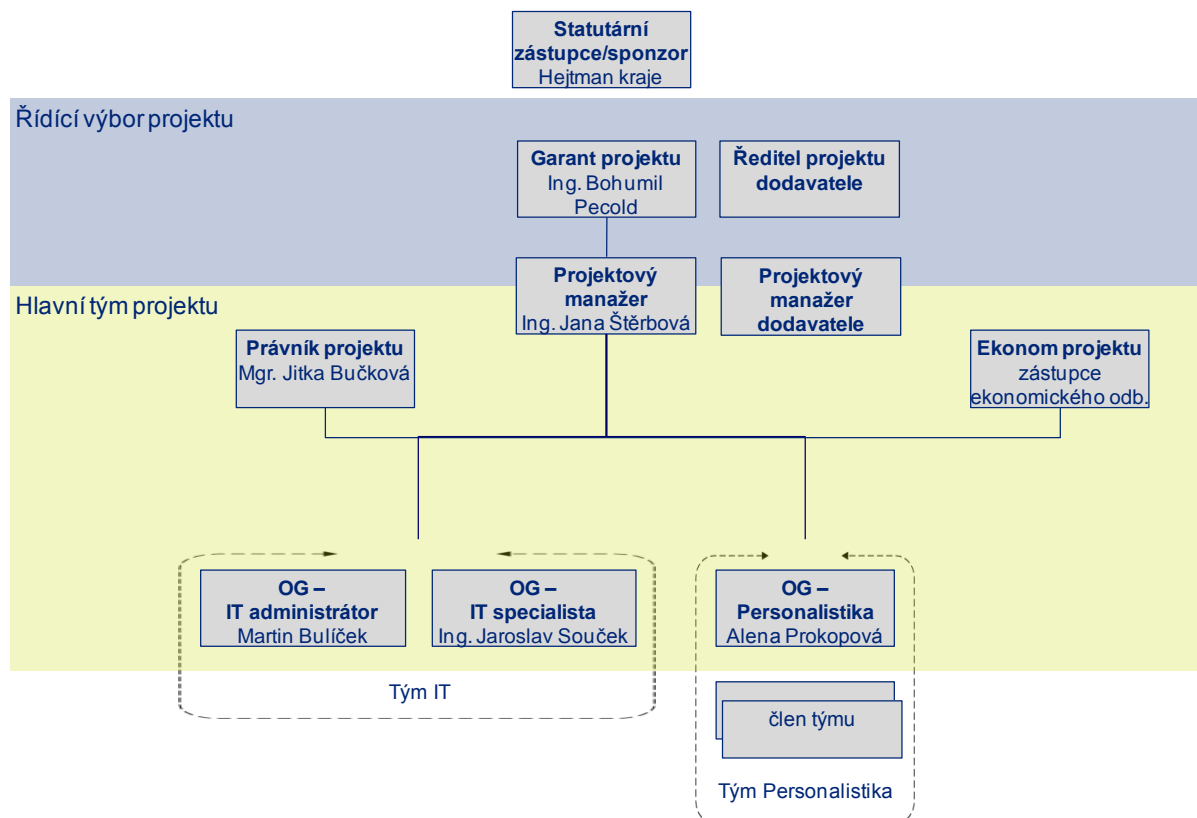 Statutární
zástupce/sponzor
Hejtman kraje
Řídící výbor projektu
Garant projektu
Ing. Bohumil
Pecold
Ředitel projektu
dodavatele
Projektový
manažer
Ing. Jana Štěrbová
Projektový
manažer
dodavatele
Hlavní tým projektu
Právník projektu
Mgr. Jitka Bučková
Ekonom projektu
zástupce
ekonomického odb.
OG –
IT administrátor
Martin Bulíček
OG –
IT specialista
Ing. Jaroslav Souček
OG –
Personalistika
Alena Prokopová
Tým IT
člen týmu
Tým Personalistika